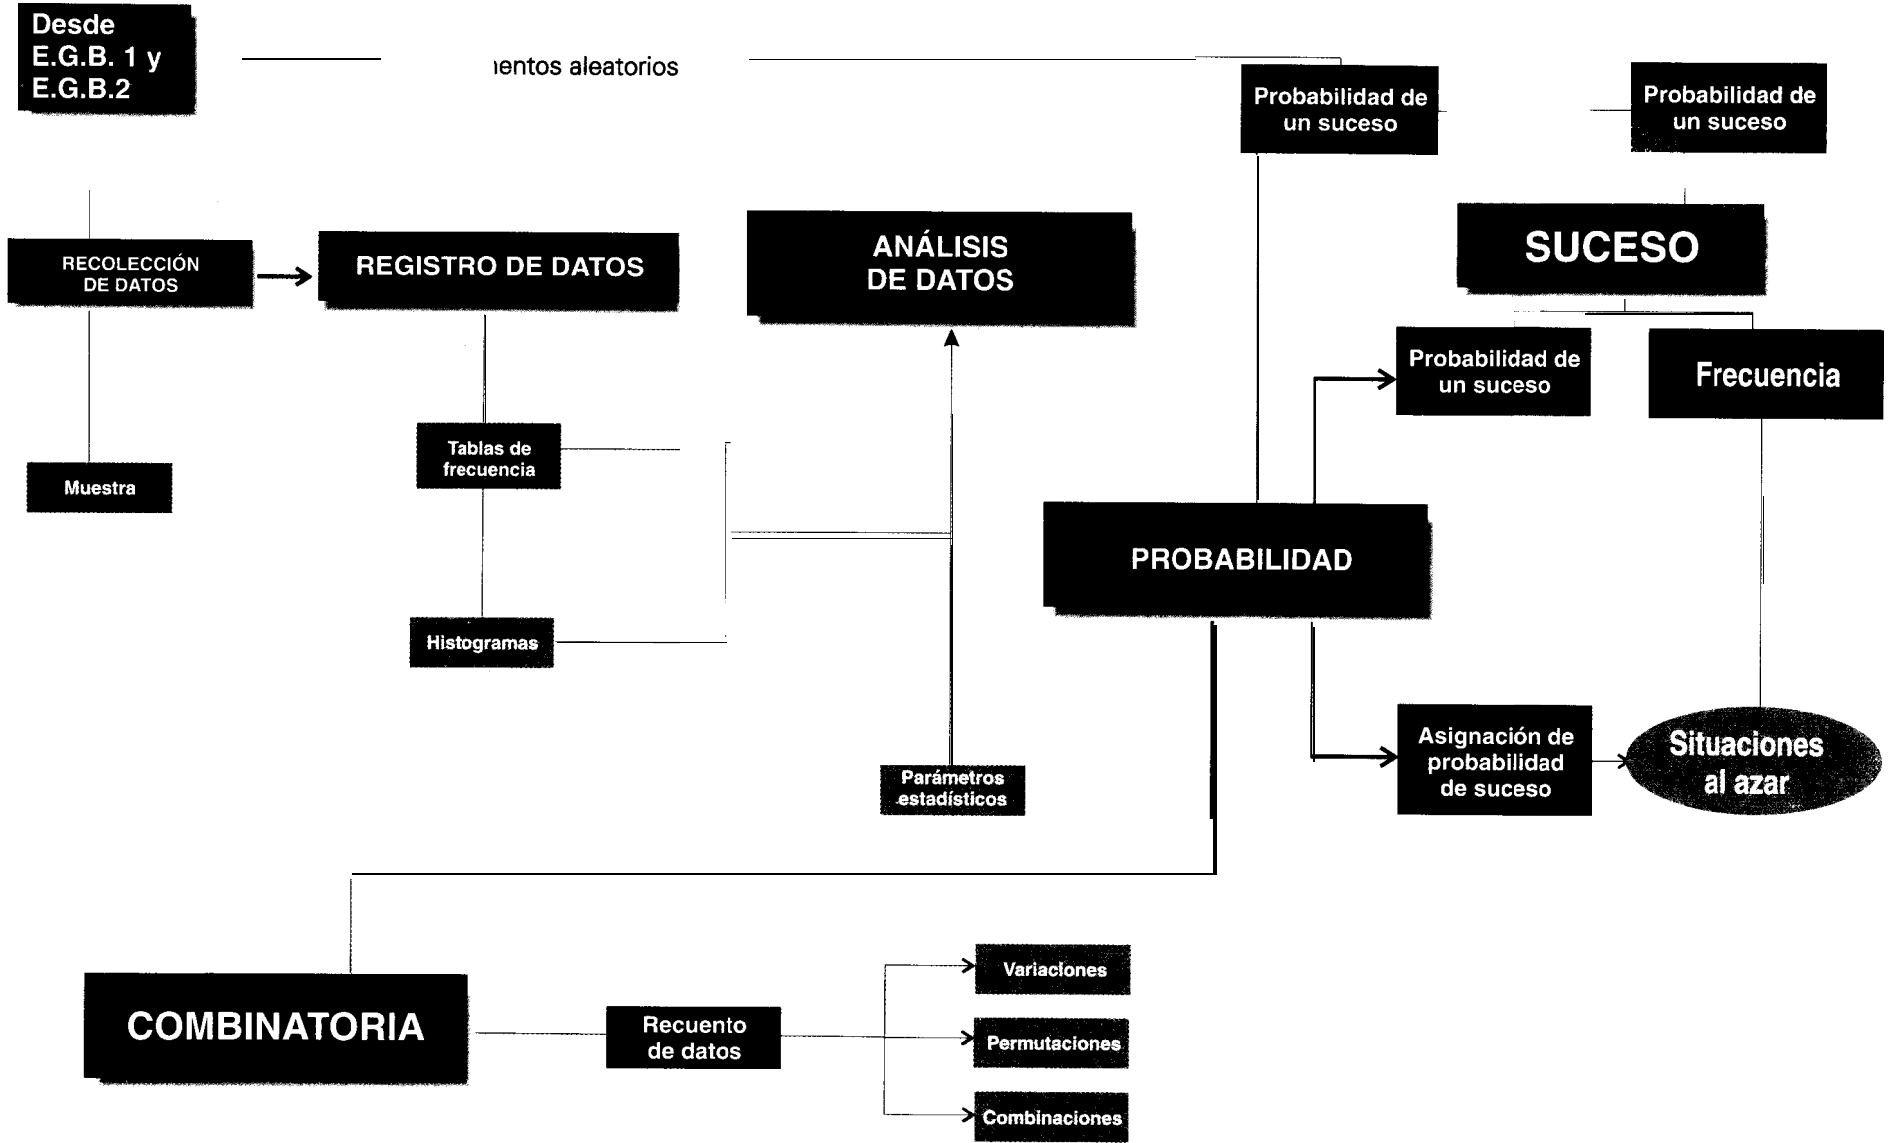 Desde
E.G.B. 1 y
E.G.B.2
aleatorios
Probabilidad de
un suceso
Probabilidad de
un suceso
RECOLECCIÓN
DE DATOS
REGISTRO DE DATOS
ANÁLISIS
DE DATOS
SUCESO
Probabilidad de
un suceso
Frecuencia
Tablas de
frecuencia
Muestra
PROBABILIDAD
Histogramas
Asignación de
probabilidad
de suceso
Situaciones
al azar
Parámetros
estadísticos
COMBINATORIA
Recuento
de datos
Variaciones
Permutaciones
Combinaciones